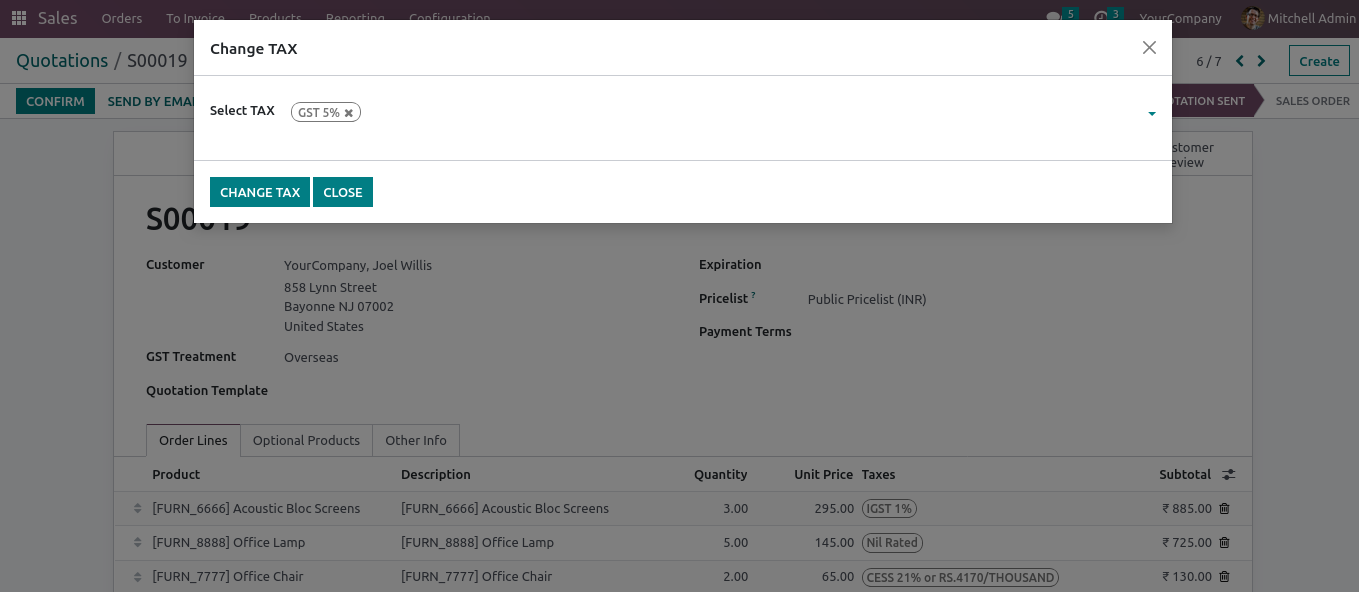 Sales Orders To Invoice Products Reporting Configuration 5 3 YourCompany Mitchell Admin
Change TAX
Quotations / S00019 6 / 7 Create
CONFIRM SEND BY EMAI
Select TAX GST 5%
TATION SENT SALES ORDER
stomer
eview
CHANGE TAX CLOSE
S00019
Customer YourCompany, Joel Willis
858 Lynn Street
Bayonne NJ 07002
United States
Expiration
Pricelist ? Public Pricelist (INR)
Payment Terms
GST Treatment Overseas
Quotation Template
Order Lines Optional Products Other Info
Product Description Quantity Unit Price Taxes Subtotal
[FURN_6666] Acoustic Bloc Screens [FURN_6666] Acoustic Bloc Screens 3.00 295.00 IGST 1% ₹ 885.00
[FURN_8888] Office Lamp [FURN_8888] Office Lamp 5.00 145.00 Nil Rated ₹ 725.00
[FURN_7777] Office Chair [FURN_7777] Office Chair 2.00 65.00 CESS 21% or RS.4170/THOUSAND ₹ 130.00